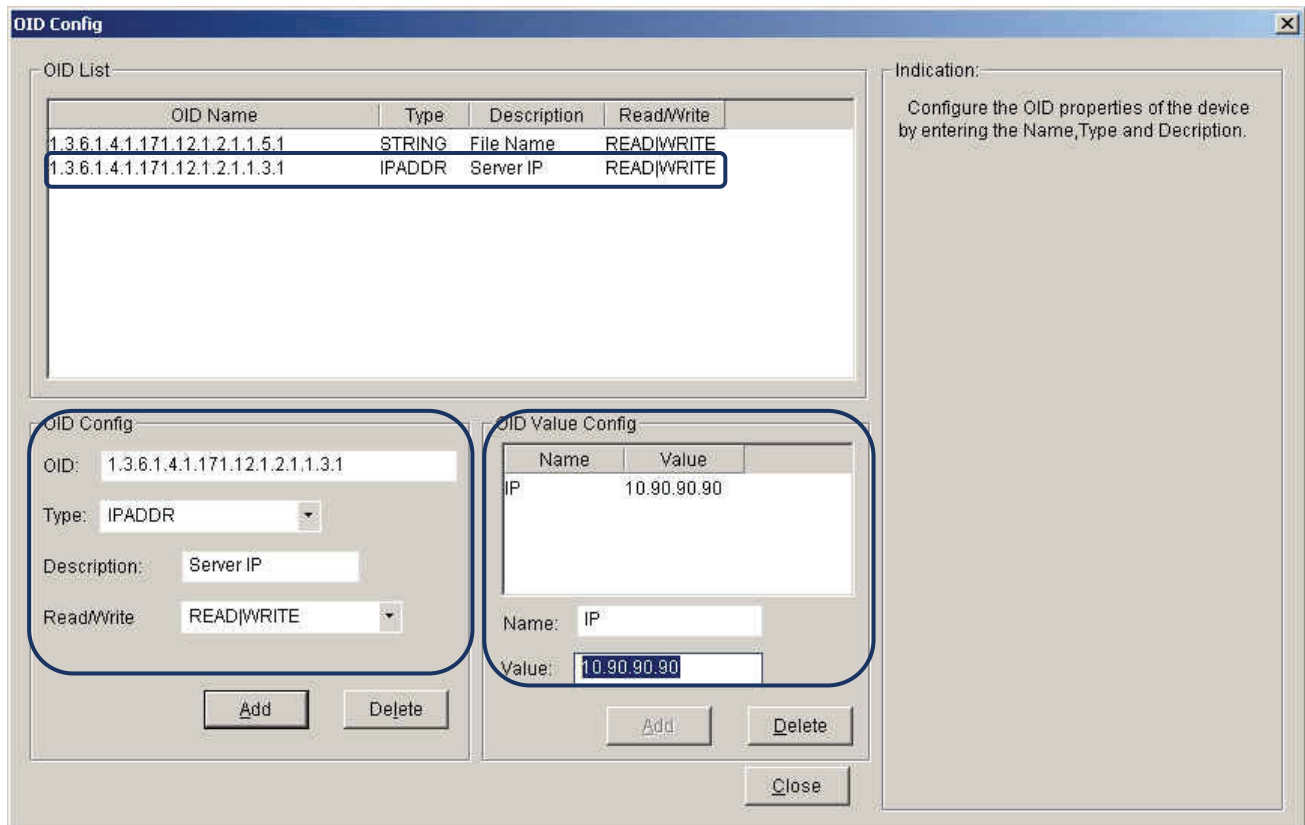 OID Config
OID List
OID Name Type Description Read/Write
1.3.6.1.4.1.171.12.1.2.1.1.5.1 STRING File Name READ|WRITE
1.3.6.1.4.1.171.12.1.2.1.1.3.1 IPADDR Server IP READ|WRITE
Indication:
Configure the OID properties of the device
by entering the Name,Type and Decription.
OID Config
OID: 1.3.6.1.4.1.171.12.1.2.1.1.3.1
Type: IPADDR
Description: Server IP
Read/Write READ|WRITE
Add Delete
OID Value Config
Name Value
IP 10.90.90.90
Name: IP
Value: 10.90.90.90
Add Delete
Close